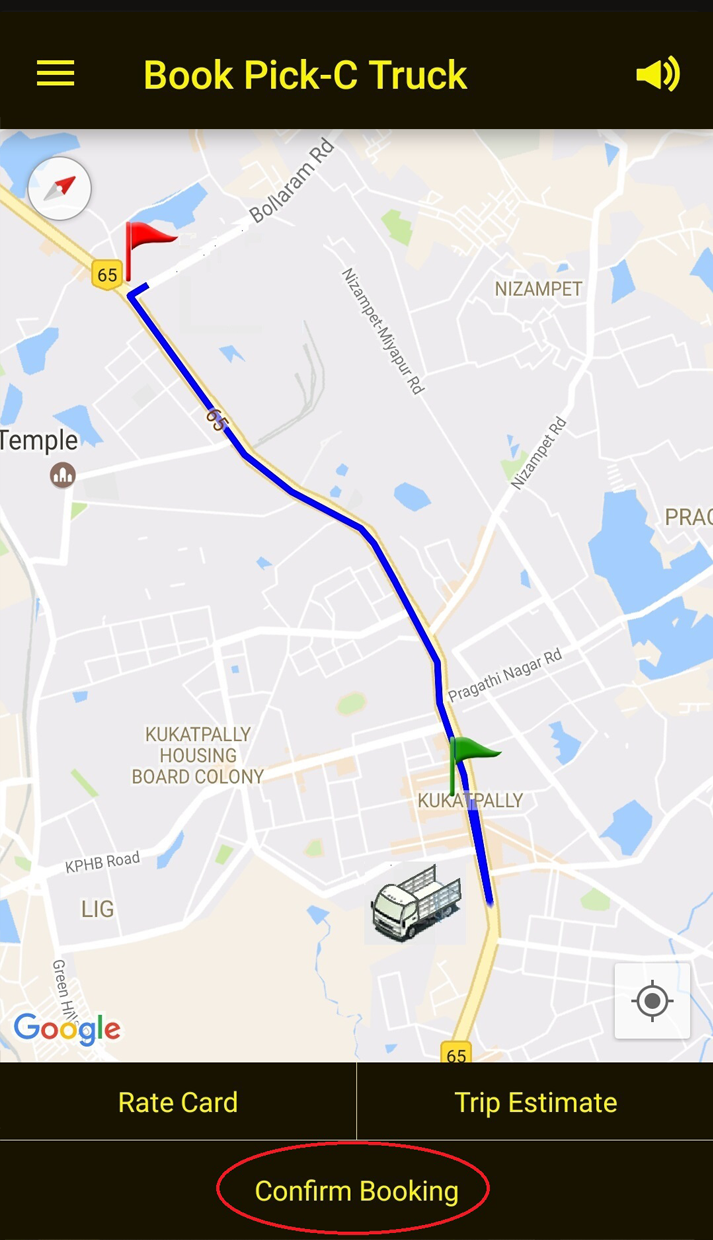 Book Pick-C Truck
Bollaram Rd
65
NIZAMPET
Nizampet-Miyapur Rd
65
Temple
Nizampet Rd
PRAG
Pragathi Nagar Rd
KUKATPALLY
HOUSING
BOARD COLONY
KUKATPALLY
KPHB Road
LIG
Green Hills
Google
65
Rate Card
Trip Estimate
Confirm Booking